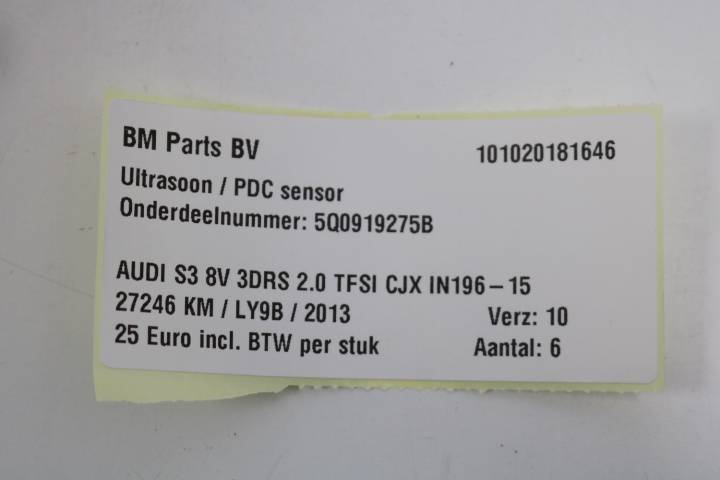 BM Parts BV 101020181646
Ultrasoon / PDC sensor
Onderdeelnummer: 5Q0919275B
AUDI S3 8V 3DRS 2.0 TFSI CJX IN196-15
27246 KM / LY9B / 2013 Verz: 10
25 Euro incl. BTW per stuk Aantal: 6